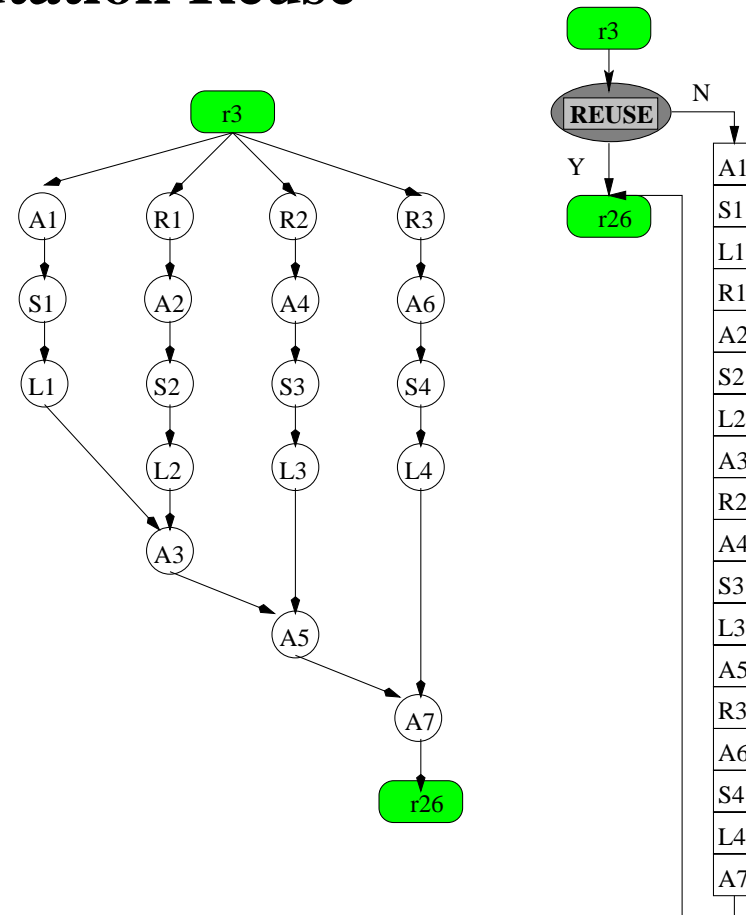 Reuse
r3
A1 R1 R2 R3
S1 A2 A4 A6
L1 S2 S3 S4
L2 L3 L4
A3
A5
A7
r26
r3
REUSE N
Y
r26
A1
S1
L1
R1
A2
S2
L2
A3
R2
A4
S3
L3
A5
R3
A6
S4
L4
A7